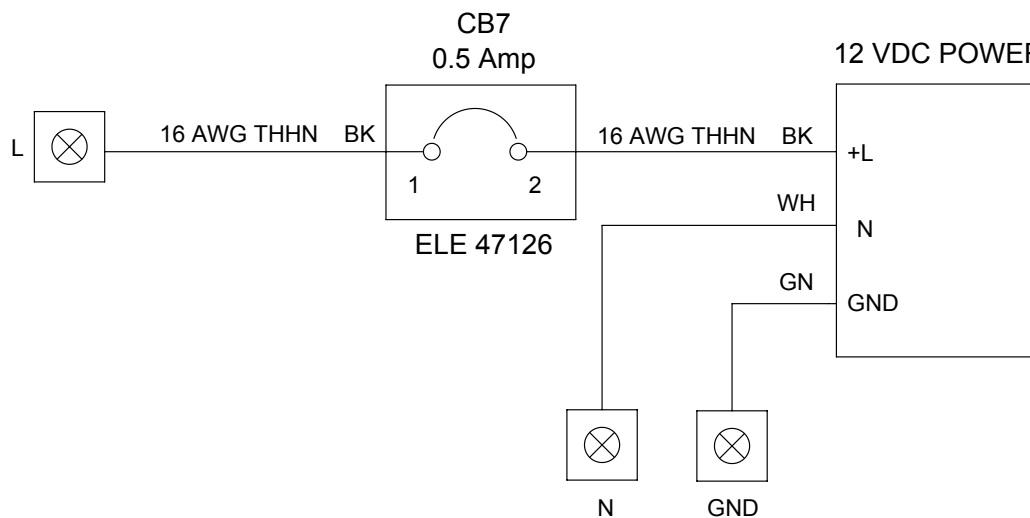 CB7
0.5 Amp
12 VDC POWER
L
16 AWG THHN BK
16 AWG THHN BK
+L
1
2
WH
N
ELE 47126
GN
GND
N
GND